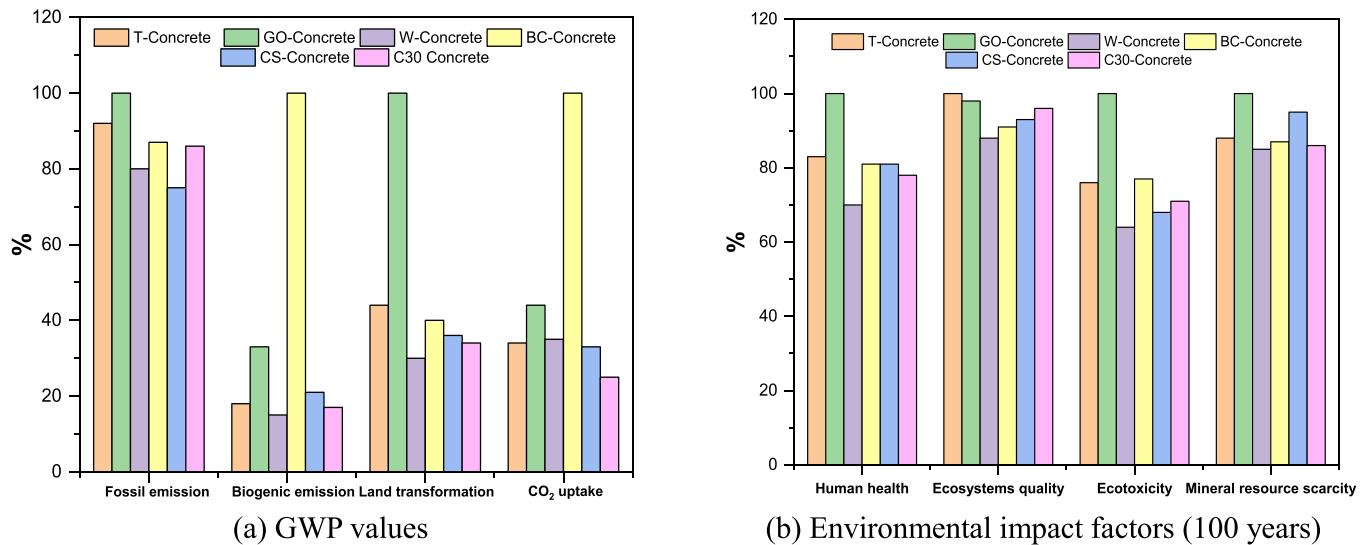 120
100
80
60
40
20
0
%
T-Concrete GO-Concrete W-Concrete BC-Concrete
CS-Concrete C30 Concrete
Fossil emission Biogenic emission Land transformation CO₂ uptake
(a) GWP values
120
100
80
60
40
20
0
%
T-Concrete GO-Concrete W-Concrete BC-Concrete
CS-Concrete C30-Concrete
Human health Ecosystems quality Ecotoxicity Mineral resource scarcity
(b) Environmental impact factors (100 years)